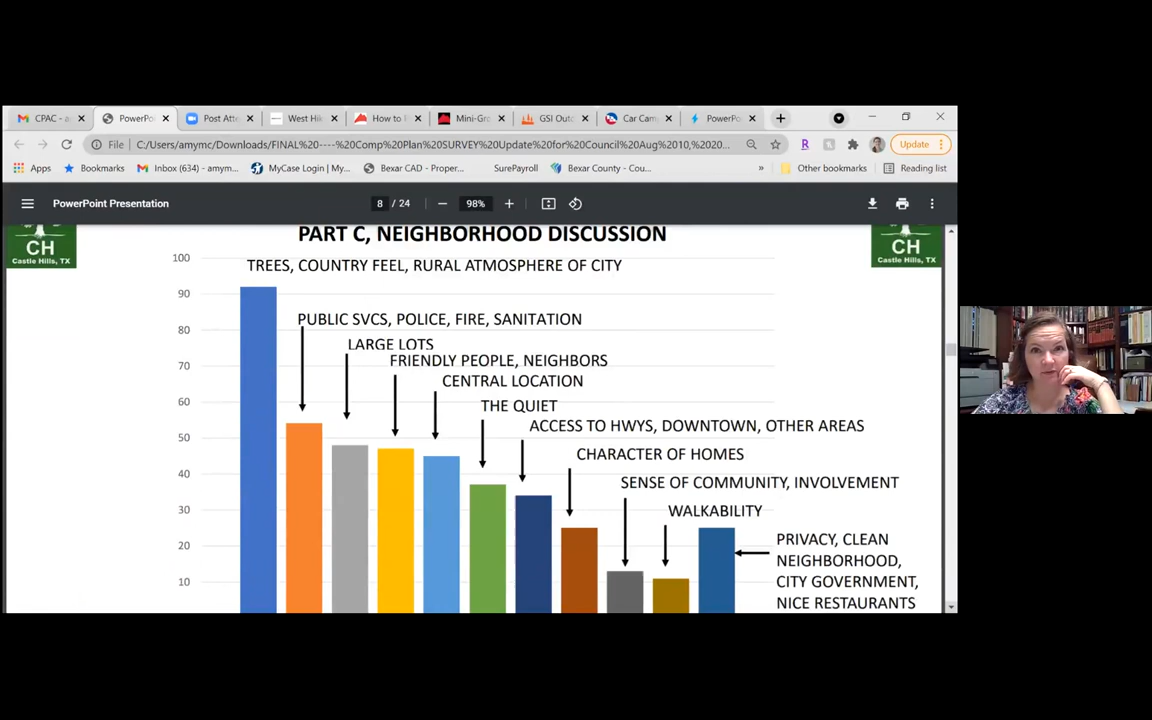 CPAC - a
PowerPo
Post Atte
West Hi
How to
Mini-Gr
GSI Outd
Car Cam
PowerPo
File
C:/Users/amymc/Downloads/FINAL%20----%20Comp%20Plan%20SURVEY%20Update%20for%20Council%20Aug%2010,%2020...
Update
Apps
Bookmarks
Inbox (634) - amym...
MyCase Login | My...
Bexar CAD - Proper...
SurePayroll
Bexar County - Cou...
»
Other bookmarks
Reading list
PowerPoint Presentation
8 / 24
98%
CH
Castle Hills, TX
PART C, NEIGHBORHOOD DISCUSSION
CH
Castle Hills, TX
100
TREES, COUNTRY FEEL, RURAL ATMOSPHERE OF CITY
90
PUBLIC SVCS, POLICE, FIRE, SANITATION
80
LARGE LOTS
FRIENDLY PEOPLE, NEIGHBORS
70
CENTRAL LOCATION
60
THE QUIET
ACCESS TO HWYS, DOWNTOWN, OTHER AREAS
50
CHARACTER OF HOMES
40
SENSE OF COMMUNITY, INVOLVEMENT
30
WALKABILITY
20
PRIVACY, CLEAN
NEIGHBORHOOD,
10
CITY GOVERNMENT,
NICE RESTAURANTS